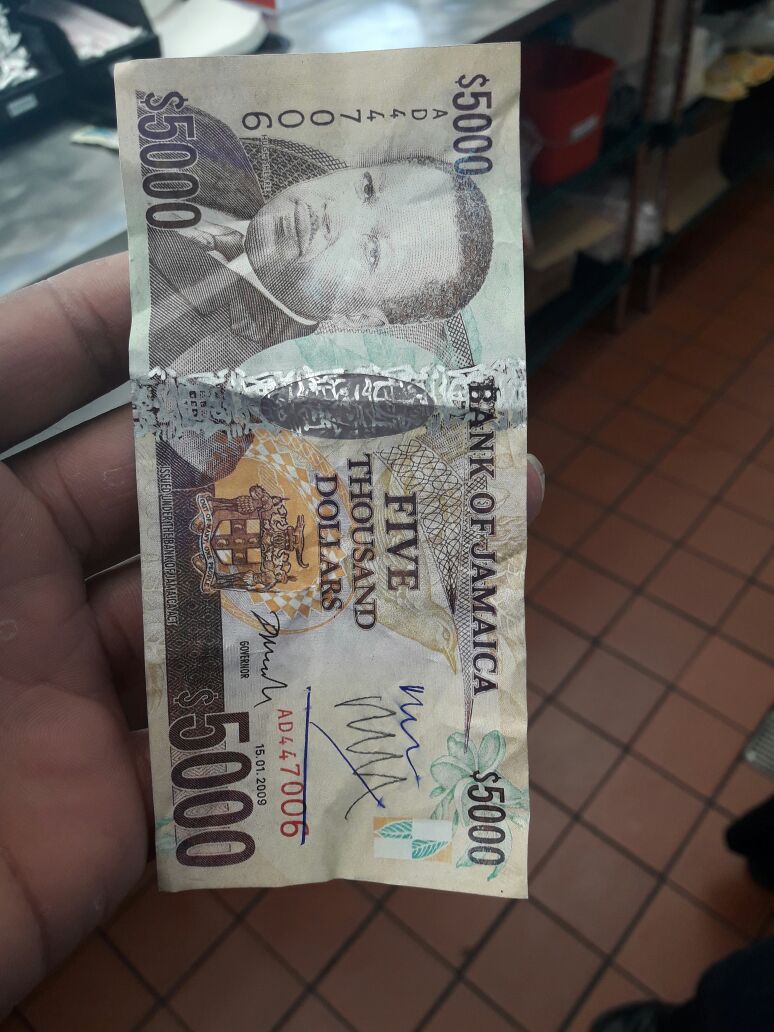 $5000
AD447006
$5000
BANK OF JAMAICA
FIVE
THOUSAND
DOLLARS
ISSUED UNDER THE BANK OF JAMAICA ACT
GOVERNOR
AD447006
15.01.2009
$5000
$5000